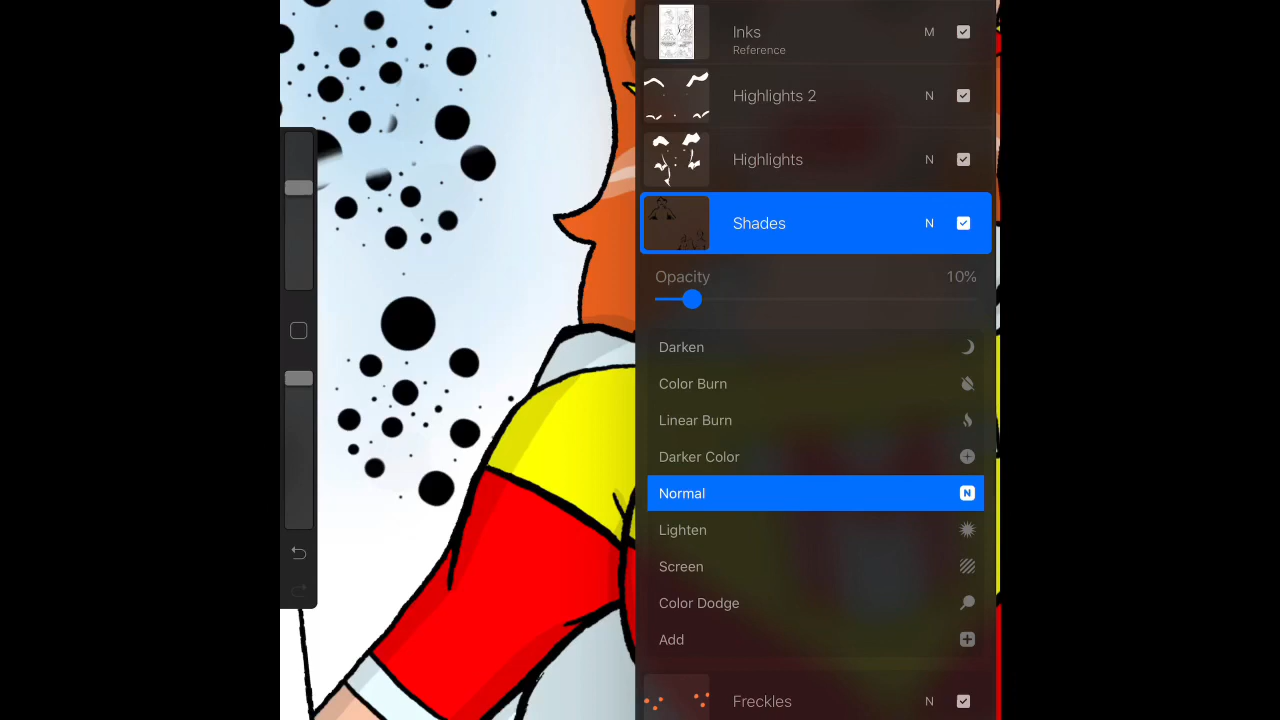 Inks M
Reference
Highlights 2 N
Highlights N
Shades N
Opacity 10%
Darken
Color Burn
Linear Burn
Darker Color
Normal N
Lighten
Screen
Color Dodge
Add
Freckles N